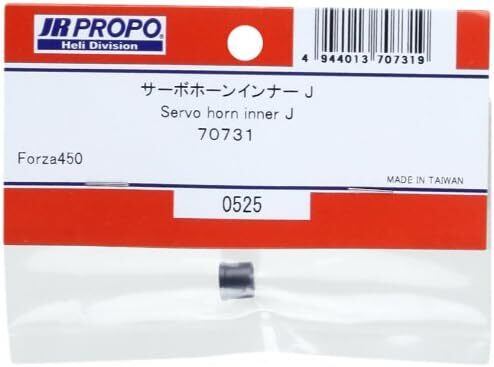 JR PROPO
Heli Division
4 944013 707319
サーボホーンインナー J
Servo horn inner J
70731
Forza450
MADE IN TAIWAN
0525